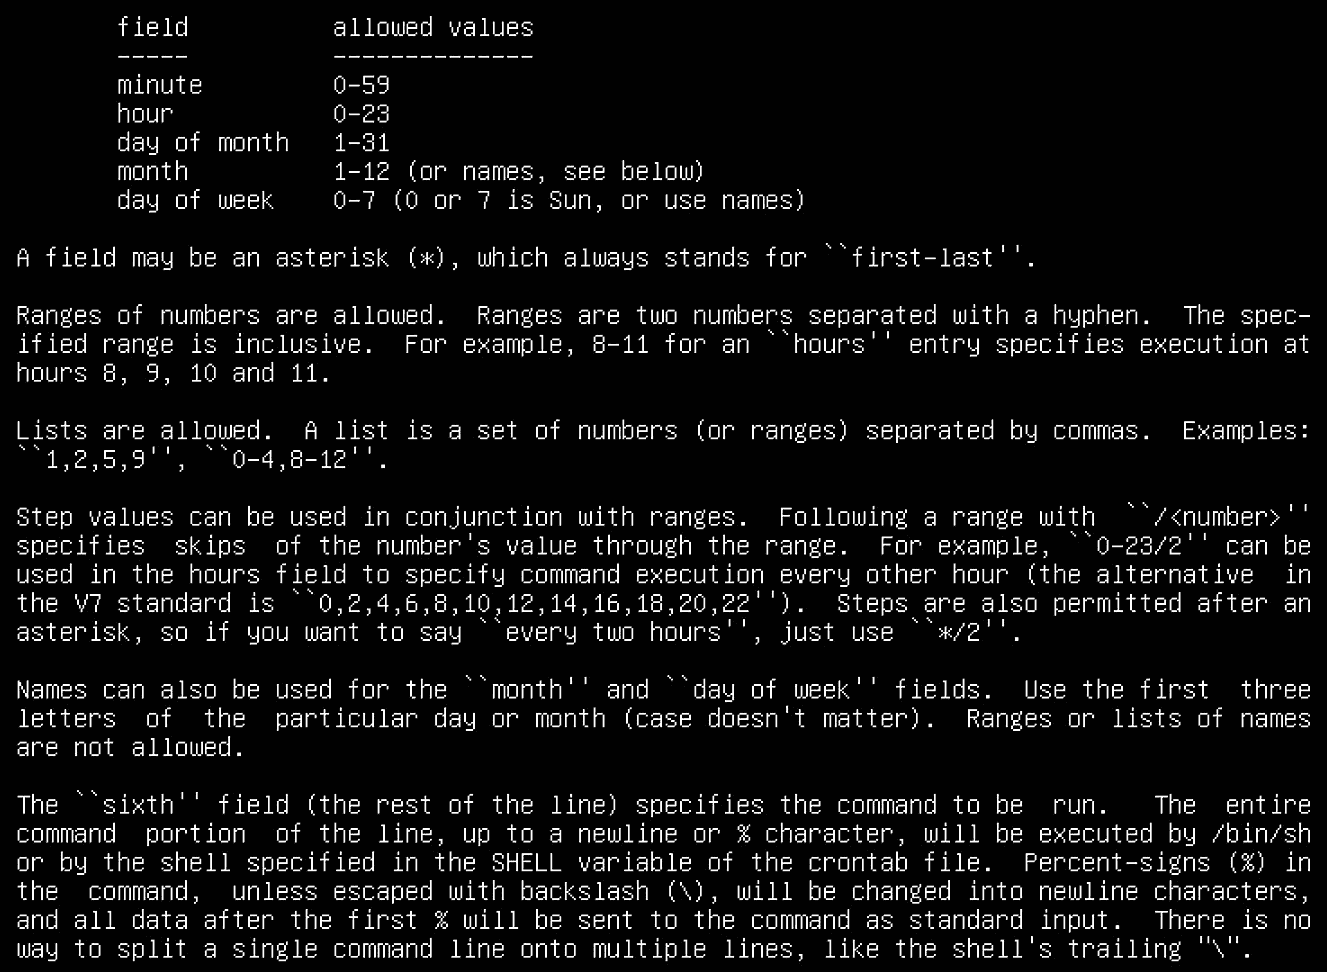 field          allowed values
-----          --------------
minute         0-59
hour           0-23
day of month   1-31
month          1-12 (or names, see below)
day of week    0-7 (0 or 7 is Sun, or use names)
A field may be an asterisk (*), which always stands for ``first-last''.
Ranges of numbers are allowed.  Ranges are two numbers separated with a hyphen.  The spec-
ified range is inclusive.  For example, 8-11 for an ``hours'' entry specifies execution at
hours 8, 9, 10 and 11.
Lists are allowed.  A list is a set of numbers (or ranges) separated by commas.  Examples:
``1,2,5,9'', ``0-4,8-12''.
Step values can be used in conjunction with ranges.  Following a range with  ``/<number>''
specifies  skips  of the number's value through the range.  For example, ``0-23/2'' can be
used in the hours field to specify command execution every other hour (the alternative  in
the V7 standard is ``0,2,4,6,8,10,12,14,16,18,20,22'').  Steps are also permitted after an
asterisk, so if you want to say ``every two hours'', just use ``*/2''.
Names can also be used for the ``month'' and ``day of week'' fields.  Use the first  three
letters  of  the  particular day or month (case doesn't matter).  Ranges or lists of names
are not allowed.
The ``sixth'' field (the rest of the line) specifies the command to be  run.   The  entire
command  portion  of the line, up to a newline or % character, will be executed by /bin/sh
or by the shell specified in the SHELL variable of the crontab file.  Percent-signs (%) in
the  command,  unless escaped with backslash (\), will be changed into newline characters,
and all data after the first % will be sent to the command as standard input.  There is no
way to split a single command line onto multiple lines, like the shell's trailing "\".